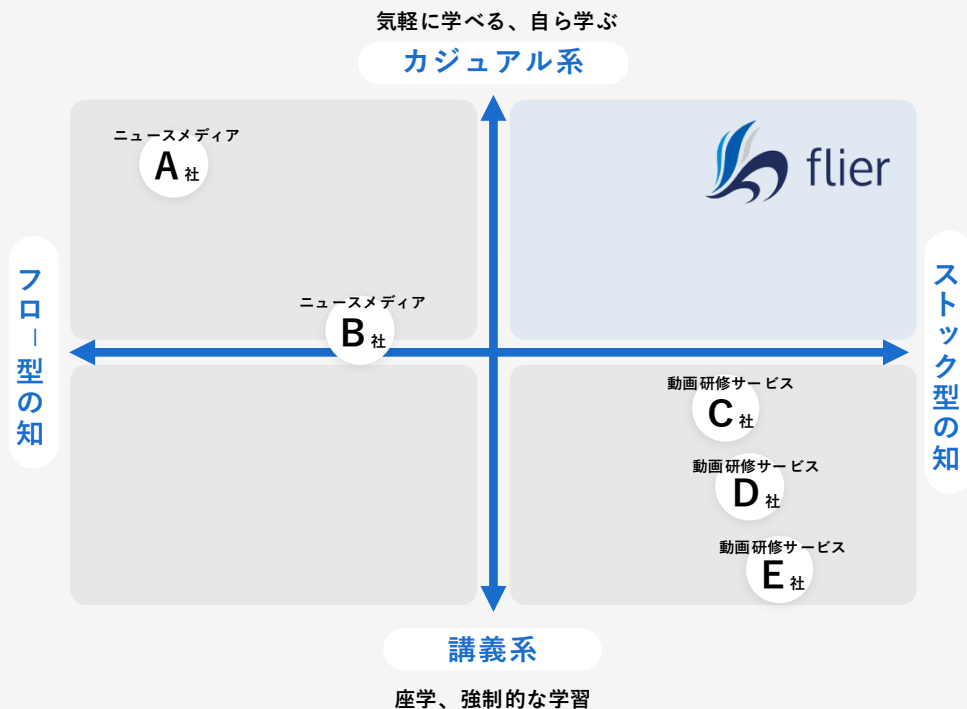 気軽に学べる、自ら学ぶ
カジュアル系
ニュースメディア
A社
flier
フロー型の知
ストック型の知
ニュースメディア
B社
動画研修サービス
C社
動画研修サービス
D社
動画研修サービス
E社
講義系
座学、強制的な学習